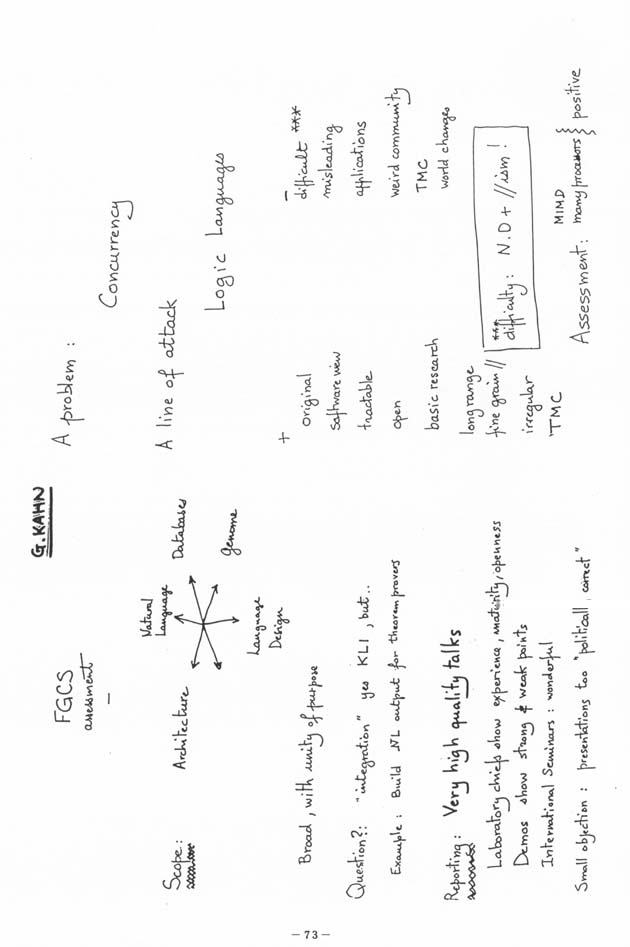 G. KAHN
FGCS
assessment
—
Scope:
Architecture
Natural
Language
Databases
Genome
Language
Design
Broad, with unity of purpose
Question?: "integration" yes KLI, but..
Example: Build NL output for theorem provers
Reporting: Very high quality talks
Laboratory chiefs show experience, maturity, openness
Demos show strong & weak points
International Seminars: wonderful
Small objection: presentations too "politicall. correct"
A problem:
Concurrency
A line of attack
Logic Languages
+ –
original difficult ***
software view misleading
tractable applications
open weird community
basic research TMC
long range world changes
fine grain //
irregular
TMC
*** difficulty: N.D + //ism!
MIMD
Assessment: many processors } } positive
– 73 –